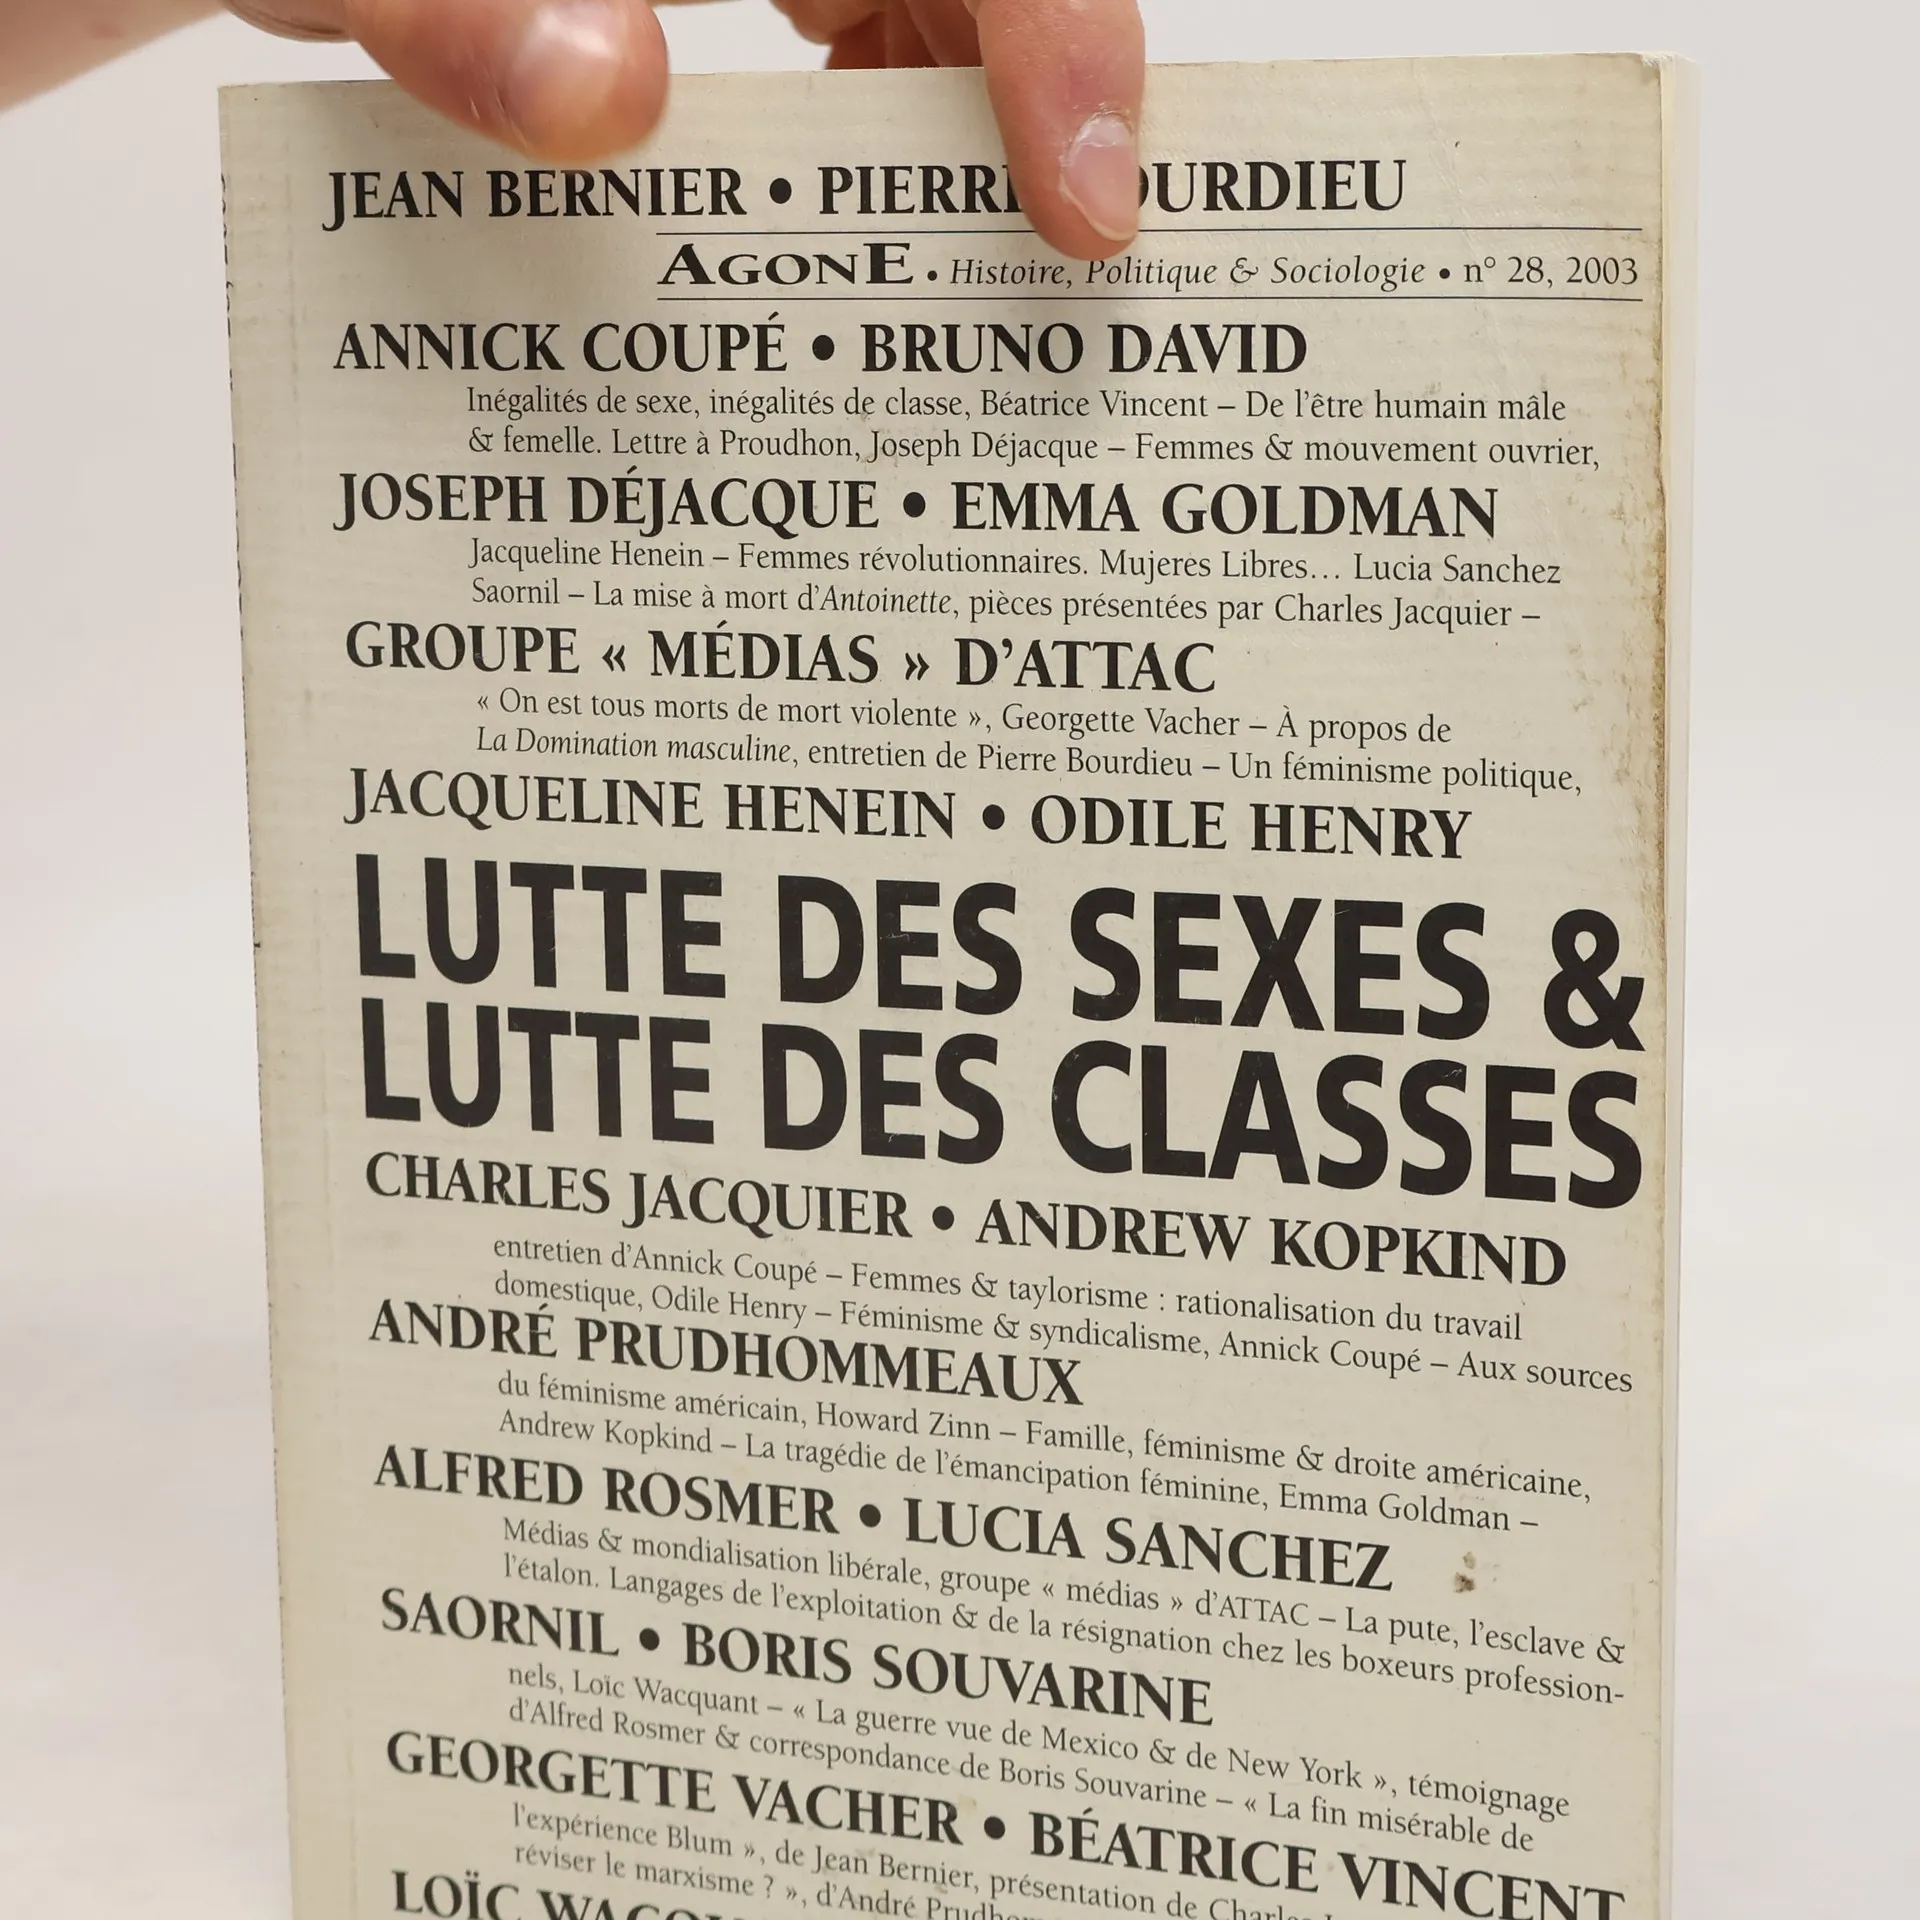 JEAN BERNIER • PIERRE BOURDIEU
AGONE • Histoire, Politique & Sociologie • n° 28, 2003
ANNICK COUPÉ • BRUNO DAVID
Inégalités de sexe, inégalités de classe, Béatrice Vincent – De l'être humain mâle
& femelle. Lettre à Proudhon, Joseph Déjacque – Femmes & mouvement ouvrier,
JOSEPH DÉJACQUE • EMMA GOLDMAN
Jacqueline Henein – Femmes révolutionnaires. Mujeres Libres… Lucia Sanchez
Saornil – La mise à mort d'Antoinette, pièces présentées par Charles Jacquier –
GROUPE « MÉDIAS » D'ATTAC
« On est tous morts de mort violente », Georgette Vacher – À propos de
La Domination masculine, entretien de Pierre Bourdieu – Un féminisme politique,
JACQUELINE HENEIN • ODILE HENRY
LUTTE DES SEXES &
LUTTE DES CLASSES
CHARLES JACQUIER • ANDREW KOPKIND
entretien d'Annick Coupé – Femmes & taylorisme : rationalisation du travail
domestique, Odile Henry – Féminisme & syndicalisme, Annick Coupé – Aux sources
ANDRÉ PRUDHOMMEAUX
du féminisme américain, Howard Zinn – Famille, féminisme & droite américaine,
Andrew Kopkind – La tragédie de l'émancipation féminine, Emma Goldman –
ALFRED ROSMER • LUCIA SANCHEZ
Médias & mondialisation libérale, groupe « médias » d'ATTAC – La pute, l'esclave &
l'étalon. Langages de l'exploitation & de la résignation chez les boxeurs profession-
SAORNIL • BORIS SOUVARINE
nels, Loïc Wacquant – « La guerre vue de Mexico & de New York », témoignage
d'Alfred Rosmer & correspondance de Boris Souvarine – « La fin misérable de
GEORGETTE VACHER • BÉATRICE VINCENT
l'expérience Blum », de Jean Bernier, présentation de Charles
réviser le marxisme ? », d'André
LOÏC